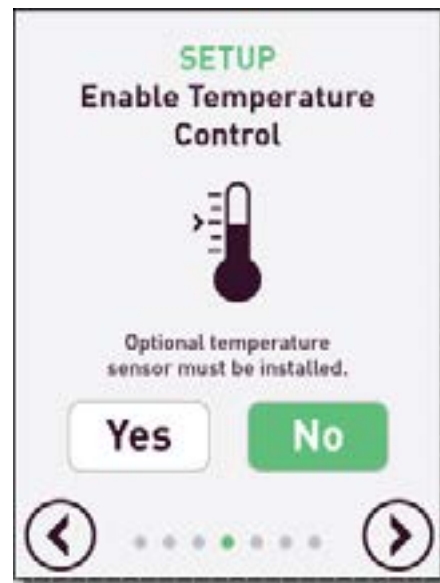 SETUP
Enable Temperature
Control
Optional temperature
sensor must be installed.
Yes No